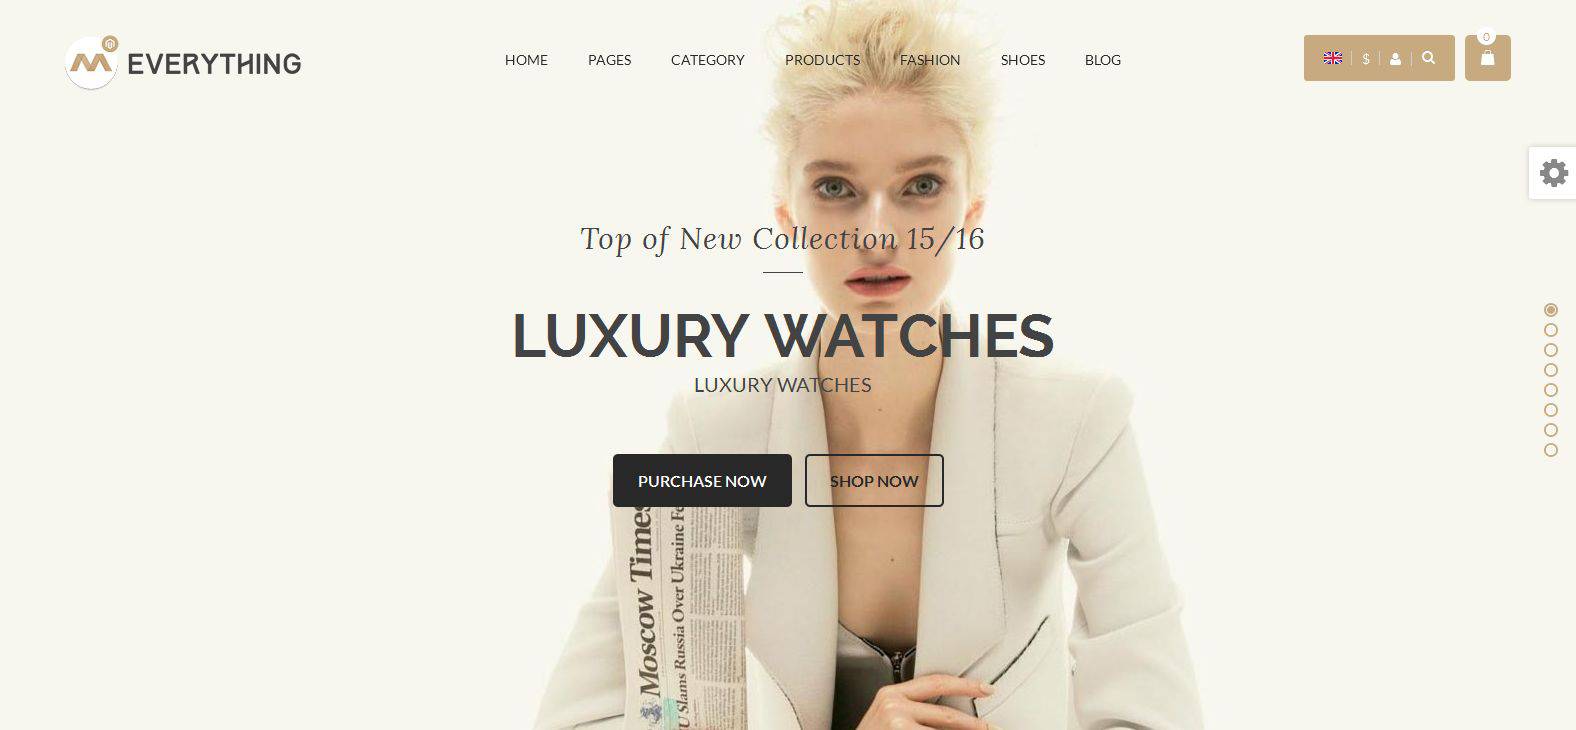 EVERYTHING
HOME PAGES CATEGORY PRODUCTS FASHION SHOES BLOG
$
0
Top of New Collection 15/16
LUXURY WATCHES
LUXURY WATCHES
PURCHASE NOW
SHOP NOW
Moscow Times
U Slams Russia Over Ukraine Fe